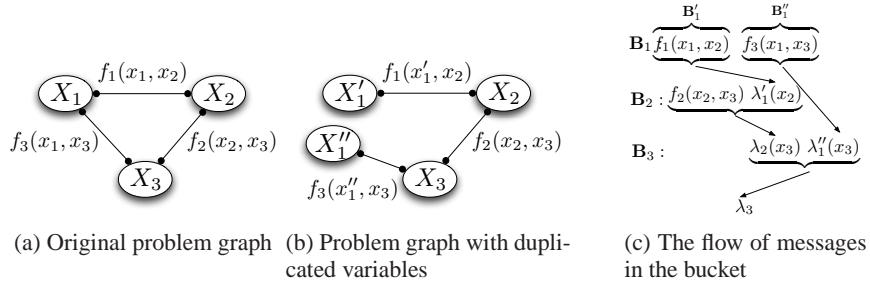 f₁(x₁, x₂)
X₁
X₂
f₃(x₁, x₃)
f₂(x₂, x₃)
X₃
(a) Original problem graph
f₁(x′₁, x₂)
X′₁
X₂
X″₁
f₂(x₂, x₃)
X₃
f₃(x″₁, x₃)
(b) Problem graph with dupli-
cated variables
B′₁ B″₁
B₁ f₁(x₁, x₂) f₃(x₁, x₃)
B₂ : f₂(x₂, x₃) λ′₁(x₂)
B₃ : λ₂(x₃) λ″₁(x₃)
λ₃
(c) The flow of messages
in the bucket